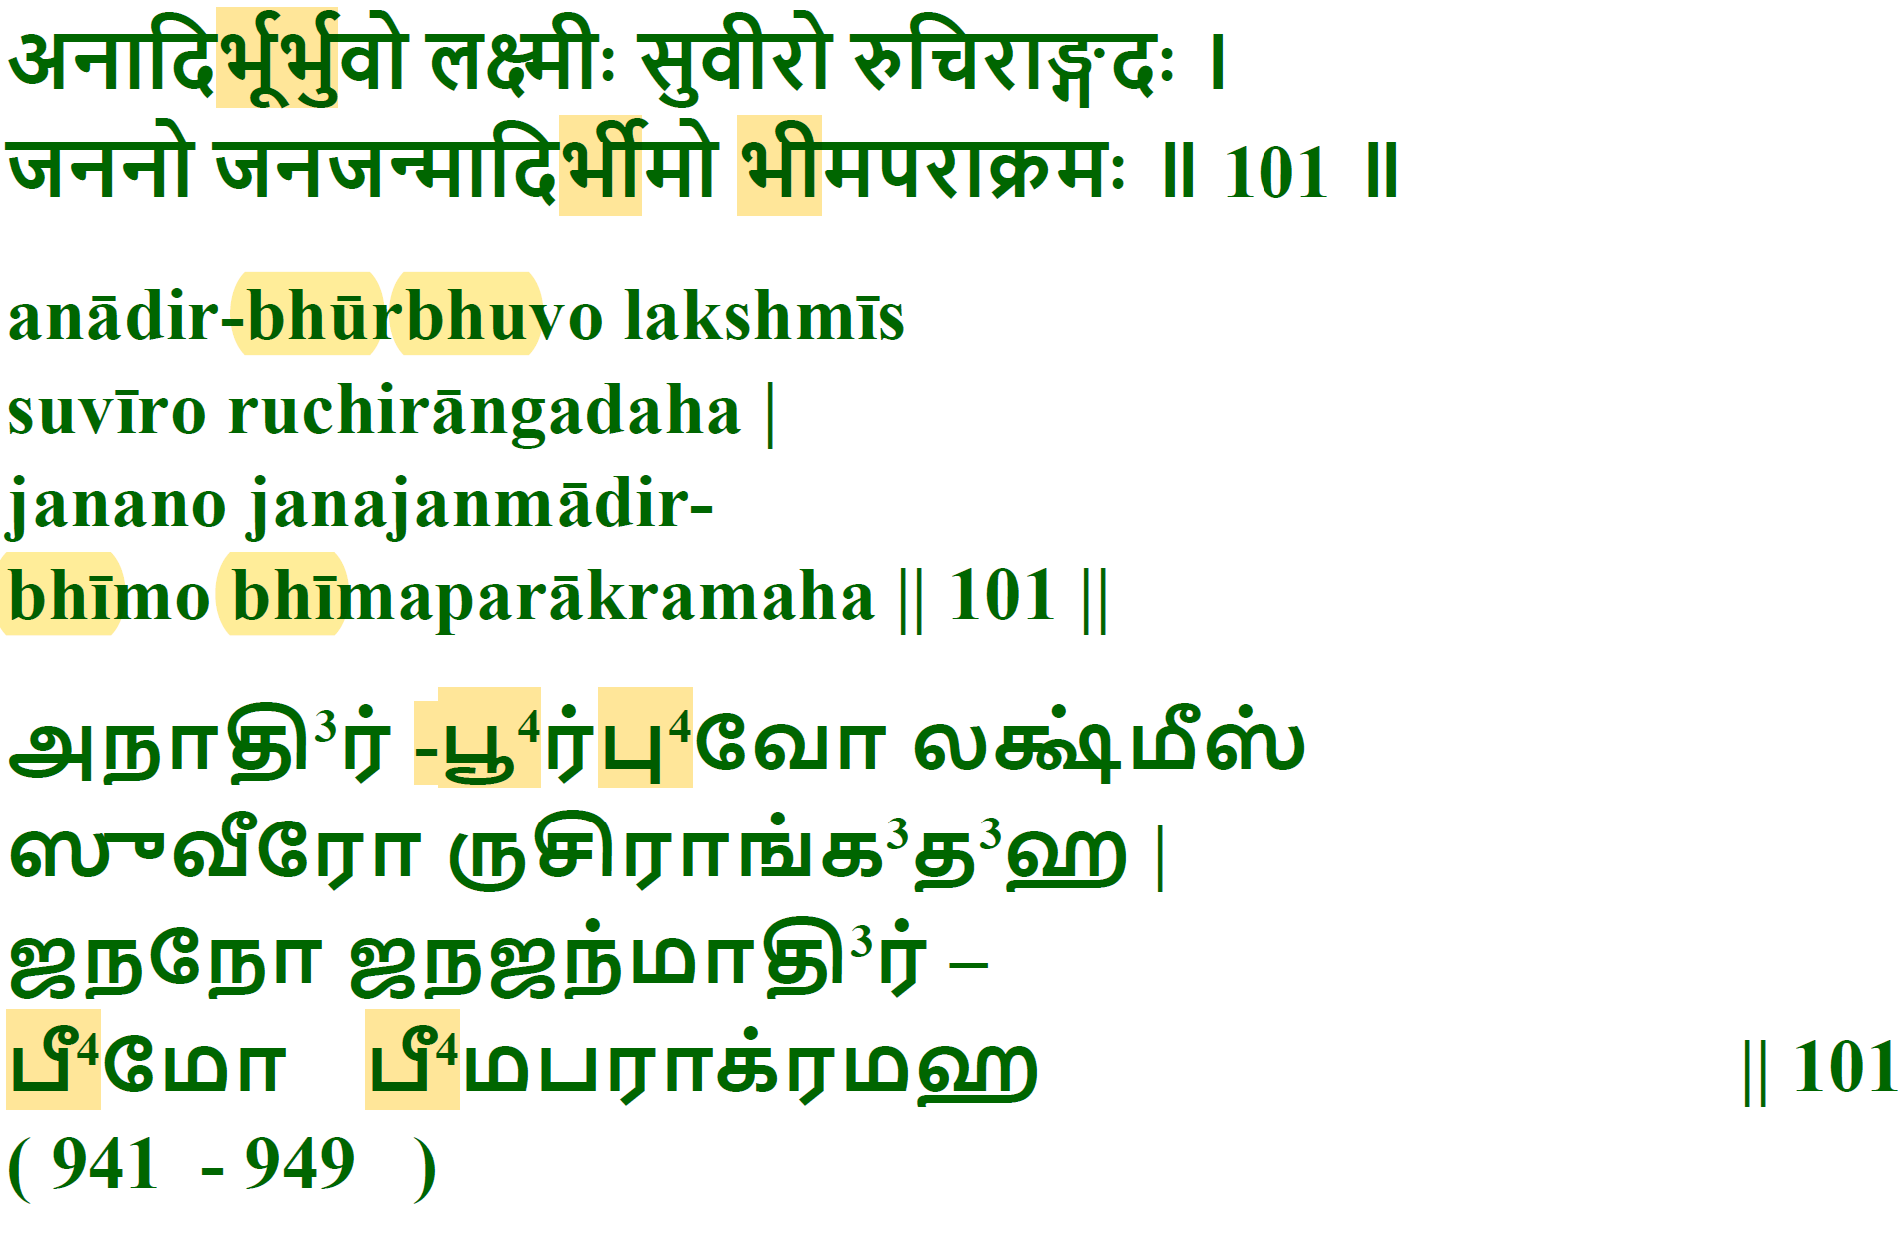 अनादिर्भूर्भुवो लक्ष्मीः सुवीरो रुचिराङ्गदः ।
जननो जनजन्मादिर्भीमो भीमपराक्रमः ॥ 101 ॥
anādir-bhūrbhuvo lakshmīs
suvīro ruchirāngadaha |
janano janajanmādir-
bhīmo bhīmaparākramaha || 101 ||
அநாதி³ர் -பூ⁴ர்பு⁴வோ லக்ஷ்மீஸ்
ஸுவீரோ ருசிராங்க³த³ஹ |
ஜநநோ ஜநஜந்மாதி³ர் –
பீ⁴மோ பீ⁴மபராக்ரமஹ || 101
( 941 - 949 )